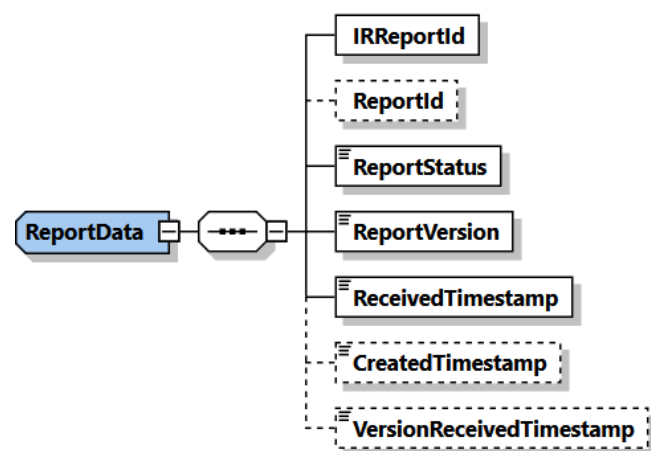 IRReportId
ReportId
ReportStatus
ReportData
ReportVersion
ReceivedTimestamp
CreatedTimestamp
VersionReceivedTimestamp